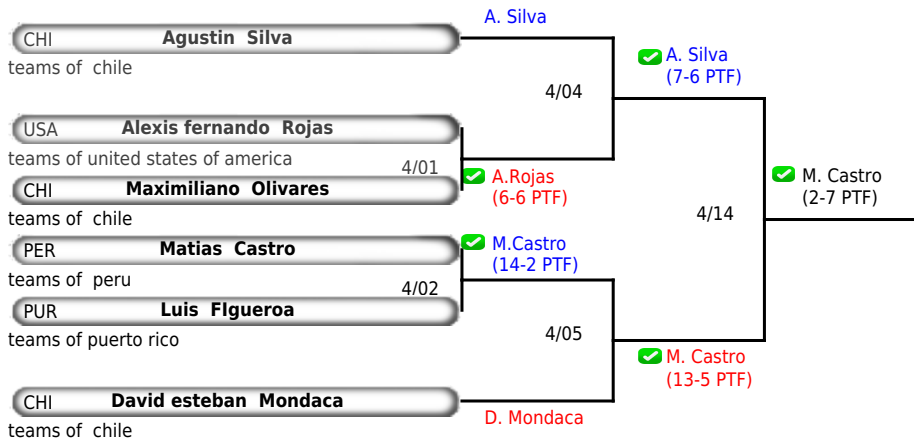 A. Silva
CHI Agustin Silva
teams of chile
A. Silva
(7-6 PTF)
4/04
USA Alexis fernando Rojas
teams of united states of america
4/01
A.Rojas
(6-6 PTF)
CHI Maximiliano Olivares
teams of chile
M. Castro
(2-7 PTF)
4/14
PER Matias Castro
teams of peru
M.Castro
(14-2 PTF)
4/02
PUR Luis FIgueroa
teams of puerto rico
4/05
M. Castro
(13-5 PTF)
CHI David esteban Mondaca
teams of chile
D. Mondaca